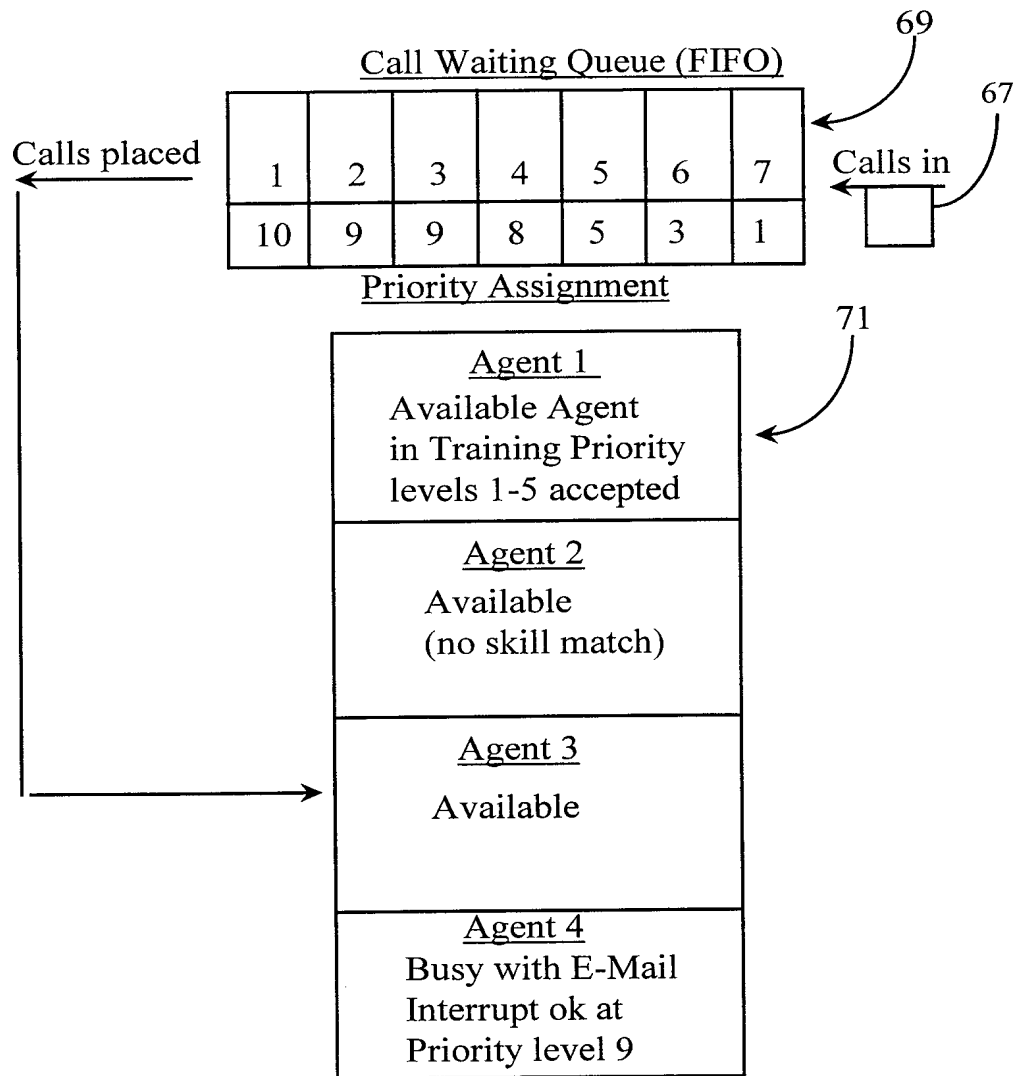 69
Call Waiting Queue (FIFO)
67
Calls placed
Calls in
1 2 3 4 5 6 7
10 9 9 8 5 3 1
Priority Assignment
71
Agent 1
Available Agent
in Training Priority
levels 1-5 accepted
Agent 2
Available
(no skill match)
Agent 3
Available
Agent 4
Busy with E-Mail
Interrupt ok at
Priority level 9